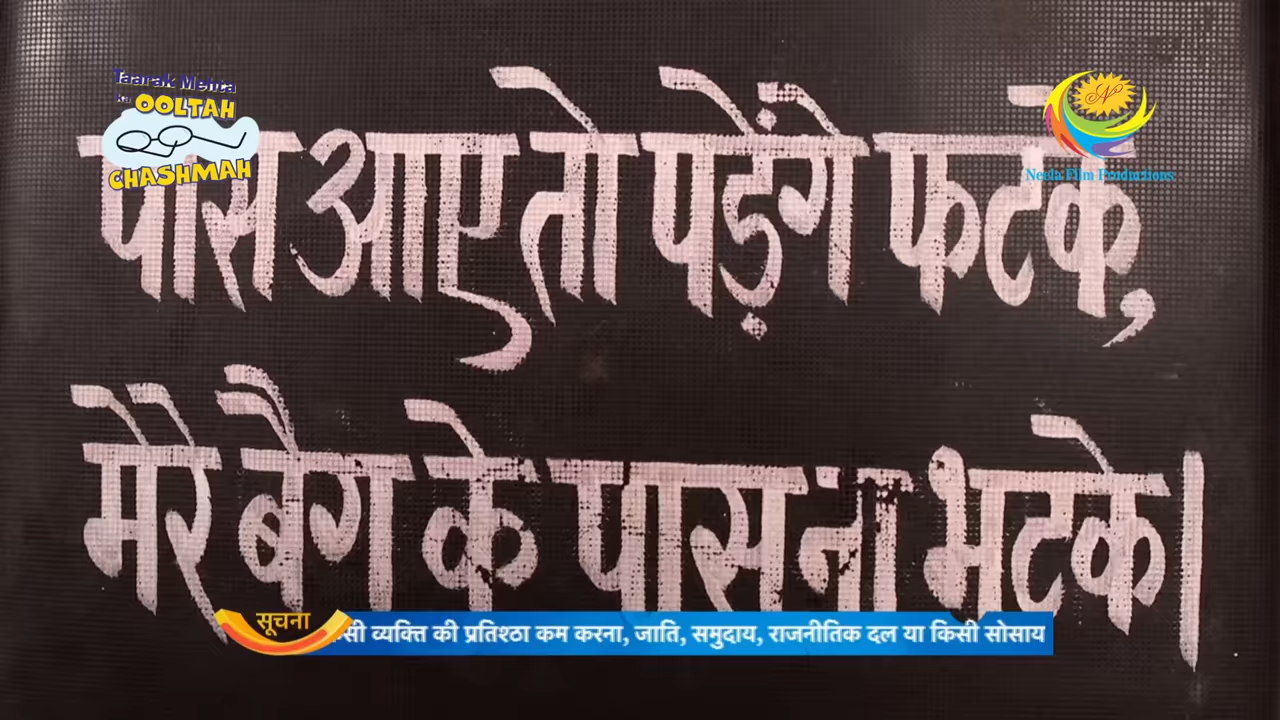 Taarak Mehta
ka OOLTAH
CHASHMAH
Neela Film Productions
पास आए तो पड़ेंगे फटके,
मेरे बैग के पास ना भटके।
सूचना
सी व्यक्ति की प्रतिश्ठा कम करना, जाति, समुदाय, राजनीतिक दल या किसी सोसाय